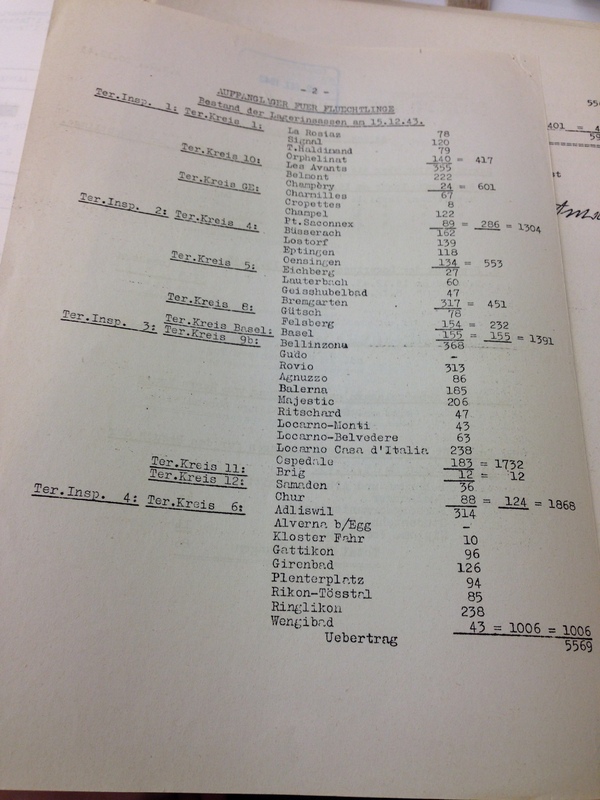 - 2 -
AUFFANGLAGER FUER FLUECHTLINGE
Bestand der Lagerinsassen am 15.12.43.
Ter.Insp. 1: Ter.Kreis 1: La Rosiaz 78
Signal 120
T.Haldimand 79
Orphelinat 140 = 417
Ter.Kreis 10: Les Avants 355
Belmont 222
Champéry 24 = 601
Ter.Kreis GE: Charmilles 67
Cropettes 8
Champel 122
Pt.Saconnex 89 = 286 = 1304
Ter.Insp. 2: Ter.Kreis 4: Büsserach 162
Lostorf 139
Eptingen 118
Oensingen 134 = 553
Ter.Kreis 5: Eichberg 27
Lauterbach 60
Geisshubelbad 47
Bremgarten 317 = 451
Ter.Kreis 8: Gütsch 78
Felsberg 154 = 232
Ter.Kreis Basel: Basel 155 = 155 = 1391
Ter.Insp. 3: Ter.Kreis 9b: Bellinzona 368
Gudo -
Rovio 313
Agnuzzo 86
Balerna 185
Majestic 206
Ritschard 47
Locarno-Monti 43
Locarno-Belvedere 63
Locarno Casa d'Italia 238
Ospedale 183 = 1732
Ter.Kreis 11: Brig 12 = 12
Ter.Kreis 12: Samaden 36
Chur 88 = 124 = 1868
Ter.Insp. 4: Ter.Kreis 6: Adliswil 314
Alverna b/Egg -
Kloster Fahr 10
Gattikon 96
Girenbad 126
Plenterplatz 94
Rikon-Tösstal 85
Ringlikon 238
Wengibad 43 = 1006 = 1006
Uebertrag 5569
401 =